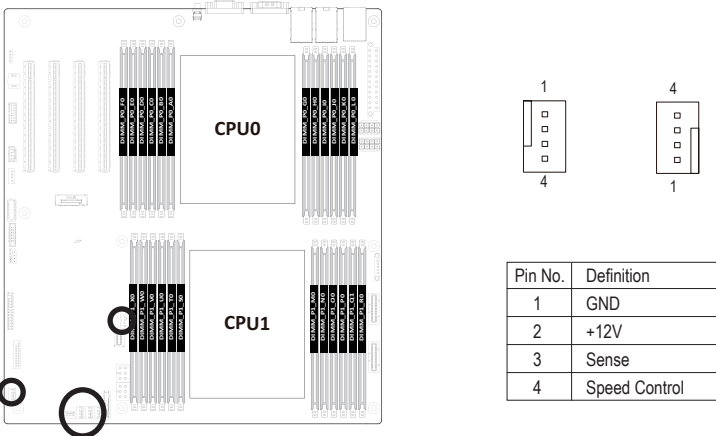 DIMM_P0_F0
DIMM_P0_E0
DIMM_P0_D0
DIMM_P0_C0
DIMM_P0_B0
DIMM_P0_A0
CPU0
DIMM_P0_G0
DIMM_P0_H0
DIMM_P0_I0
DIMM_P0_J0
DIMM_P0_K0
DIMM_P0_L0
DIMM_P1_W0
DIMM_P1_V0
DIMM_P1_U0
DIMM_P1_T0
DIMM_P1_S0
CPU1
DIMM_P1_M0
DIMM_P1_N0
DIMM_P1_O0
DIMM_P1_P0
DIMM_P1_Q1
DIMM_P1_R0
1
4
4
1
Pin No. Definition
1 GND
2 +12V
3 Sense
4 Speed Control